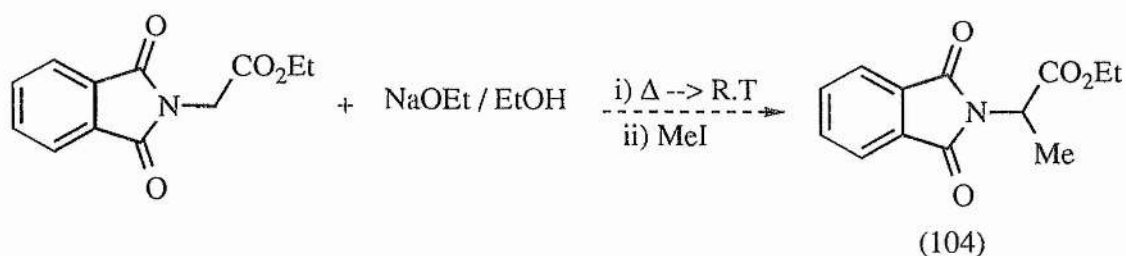 O
CO₂Et
N
O
+
NaOEt / EtOH
i) Δ --> R.T
ii) MeI
O
CO₂Et
N
Me
O
(104)